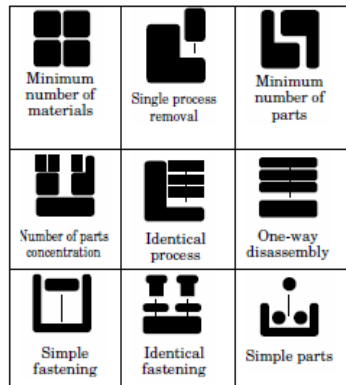 Minimum
number of
materials
Single process
removal
Minimum
number of
parts
Number of parts
concentration
Identical
process
One-way
disassembly
Simple
fastening
Identical
fastening
Simple parts